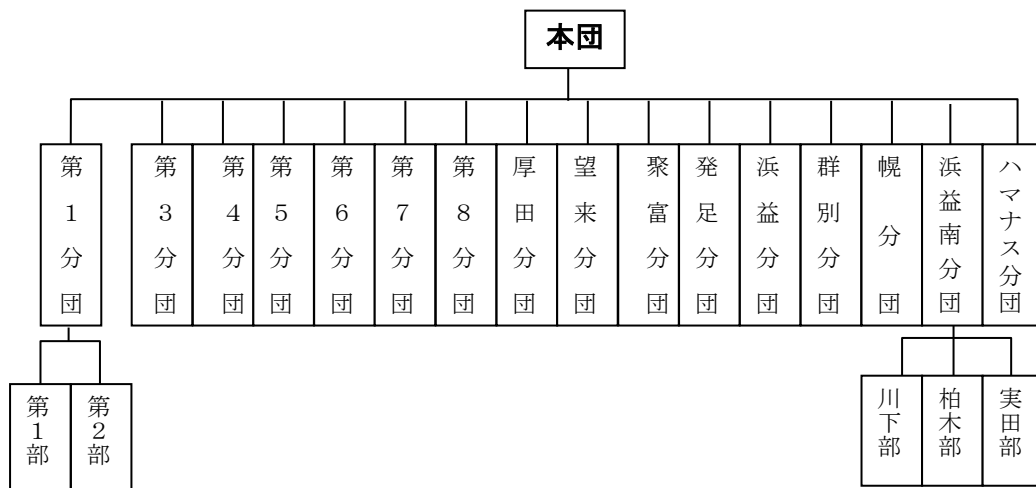 本団
第1分団
第3分団
第4分団
第5分団
第6分団
第7分団
第8分団
厚田分団
望来分団
聚富分団
発足分団
浜益分団
群別分団
幌分団
浜益南分団
ハマナス分団
第1部
第2部
川下部
柏木部
実田部